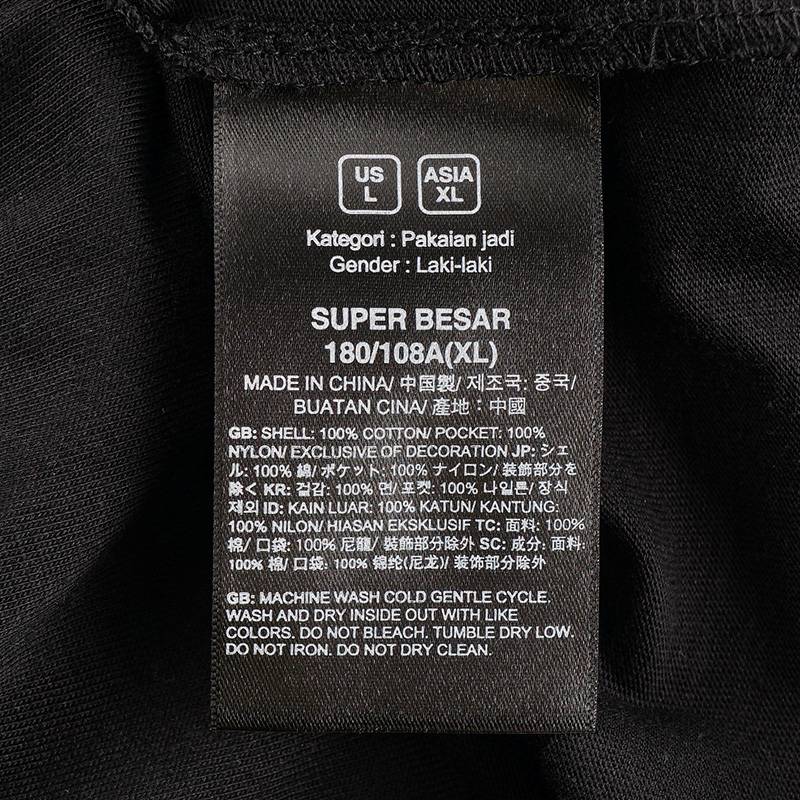 US
L
ASIA
XL
Kategori : Pakaian jadi
Gender : Laki-laki
SUPER BESAR
180/108A(XL)
MADE IN CHINA/ 中国製/ 제조국: 중국/
BUATAN CINA/ 產地：中國
GB: SHELL: 100% COTTON/ POCKET: 100%
NYLON/ EXCLUSIVE OF DECORATION JP: シェ
ル: 100% 綿/ ポケット: 100% ナイロン/ 装飾部分を
除く KR: 겉감: 100% 면/ 포켓: 100% 나일론/ 장식
제외 ID: KAIN LUAR: 100% KATUN/ KANTUNG:
100% NILON/ HIASAN EKSKLUSIF TC: 面料: 100%
棉/ 口袋: 100% 尼龍/ 裝飾部分除外 SC: 成分: 面料:
100% 棉/ 口袋: 100% 锦纶(尼龙)/ 装饰部分除外
GB: MACHINE WASH COLD GENTLE CYCLE.
WASH AND DRY INSIDE OUT WITH LIKE
COLORS. DO NOT BLEACH. TUMBLE DRY LOW.
DO NOT IRON. DO NOT DRY CLEAN.